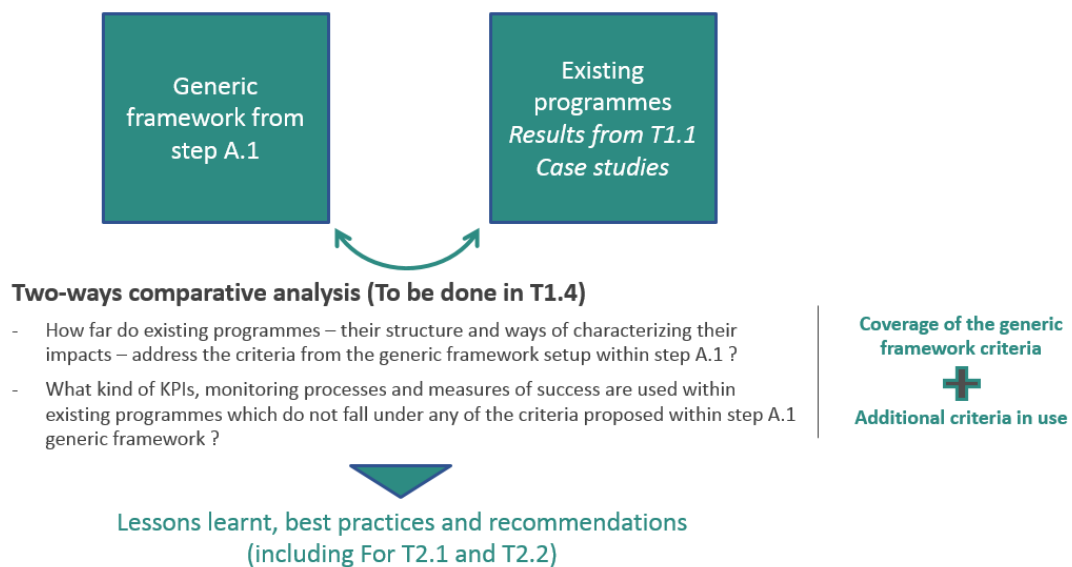 Generic
framework from
step A.1
Existing
programmes
Results from T1.1
Case studies
Two-ways comparative analysis (To be done in T1.4)
- How far do existing programmes – their structure and ways of characterizing their
impacts – address the criteria from the generic framework setup within step A.1 ?
- What kind of KPIs, monitoring processes and measures of success are used within
existing programmes which do not fall under any of the criteria proposed within step A.1
generic framework ?
Coverage of the generic
framework criteria
Additional criteria in use
Lessons learnt, best practices and recommendations
(including For T2.1 and T2.2)